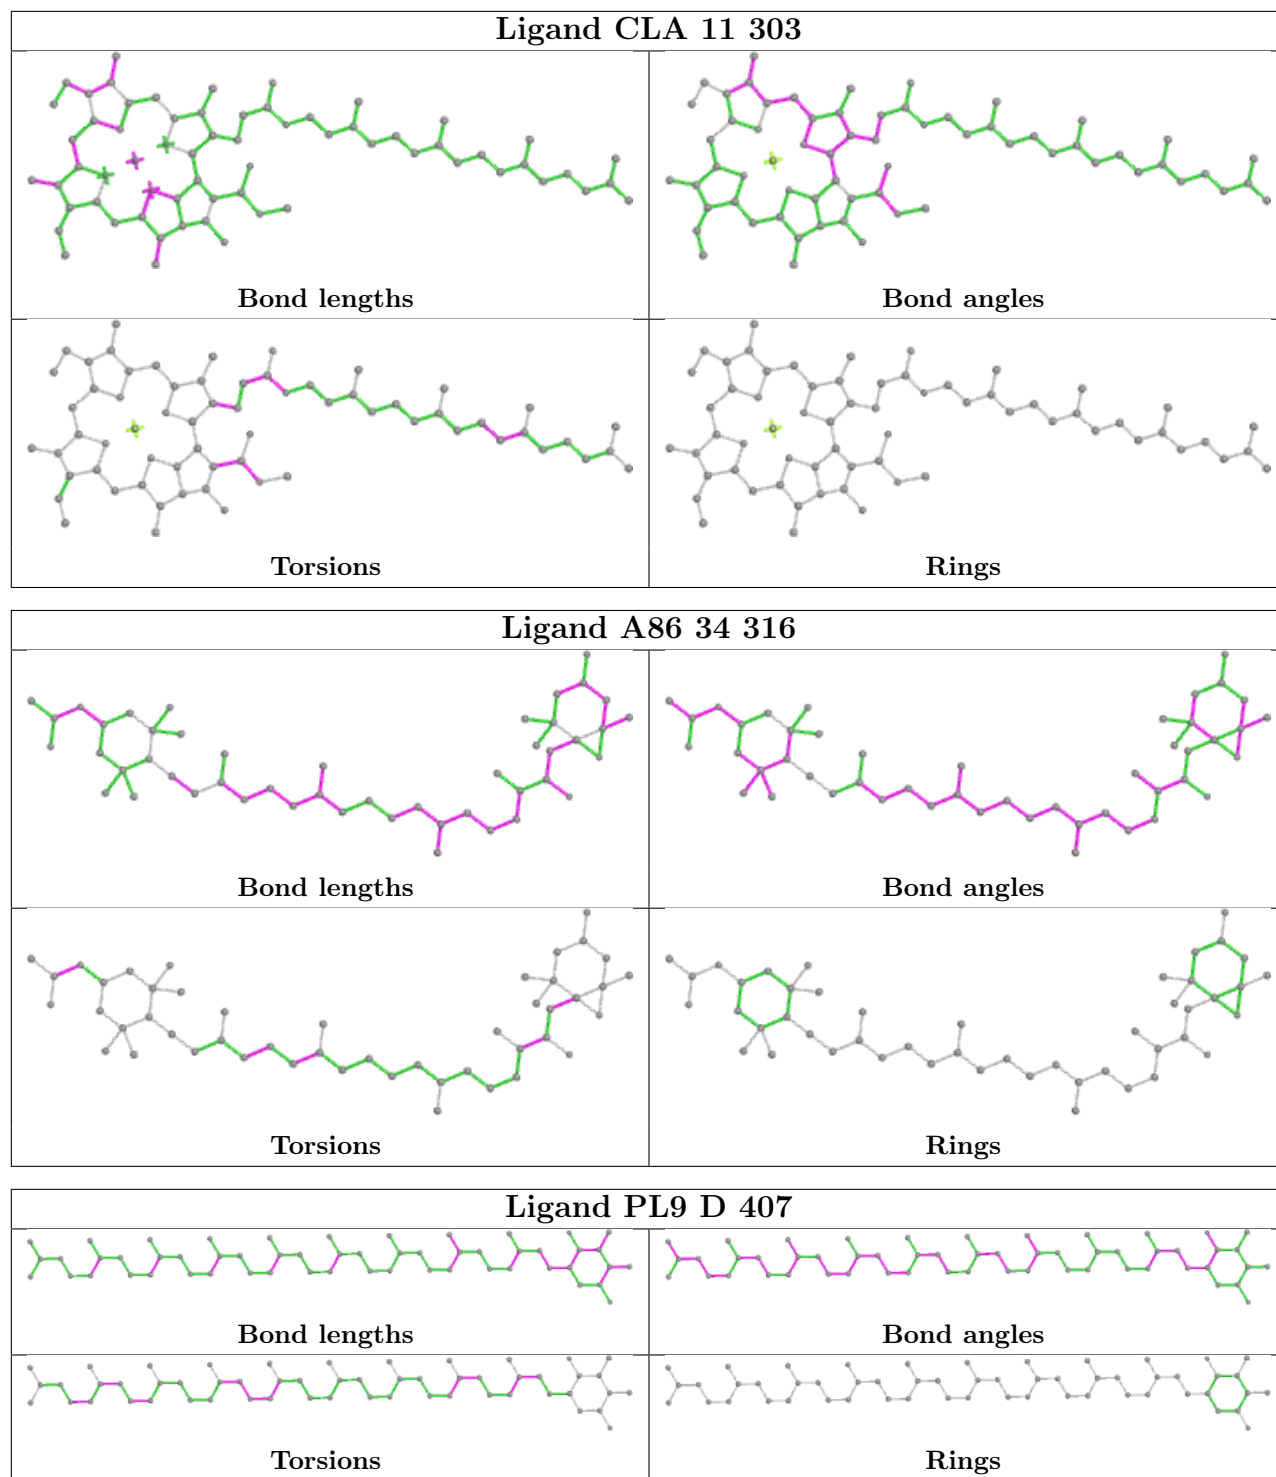 Ligand CLA 11 303
Bond lengths
Bond angles
Torsions
Rings
Ligand A86 34 316
Bond lengths
Bond angles
Torsions
Rings
Ligand PL9 D 407
Bond lengths
Bond angles
Torsions
Rings